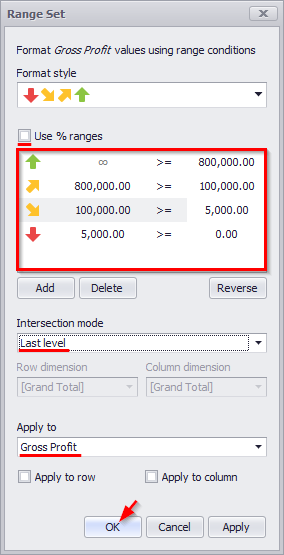 Range Set
Format Gross Profit values using range conditions
Format style
Use % ranges
∞ >= 800,000.00
800,000.00 >= 100,000.00
100,000.00 >= 5,000.00
5,000.00 >= 0.00
Add Delete Reverse
Intersection mode
Last level
Row dimension Column dimension
[Grand Total] [Grand Total]
Apply to
Gross Profit
Apply to row Apply to column
OK Cancel Apply